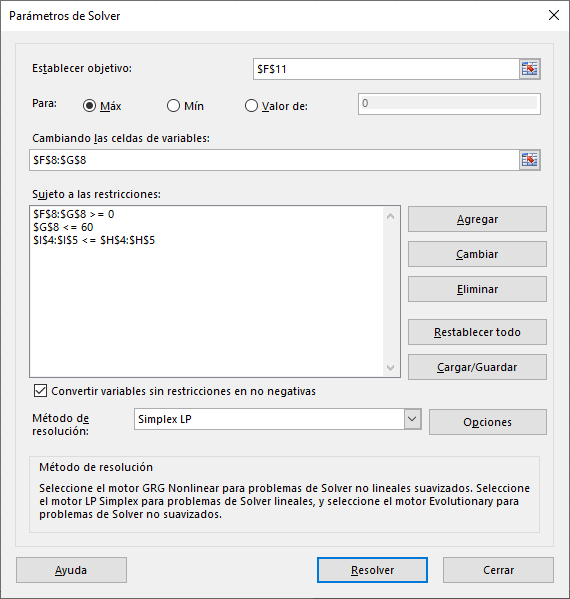 Parámetros de Solver
Establecer objetivo:
$F$11
Para:
Máx
Mín
Valor de:
0
Cambiando las celdas de variables:
$F$8:$G$8
Sujeto a las restricciones:
$F$8:$G$8 >= 0
$G$8 <= 60
$I$4:$I$5 <= $H$4:$H$5
Agregar
Cambiar
Eliminar
Restablecer todo
Cargar/Guardar
Convertir variables sin restricciones en no negativas
Método de
resolución:
Simplex LP
Opciones
Método de resolución
Seleccione el motor GRG Nonlinear para problemas de Solver no lineales suavizados. Seleccione
el motor LP Simplex para problemas de Solver lineales, y seleccione el motor Evolutionary para
problemas de Solver no suavizados.
Ayuda
Resolver
Cerrar